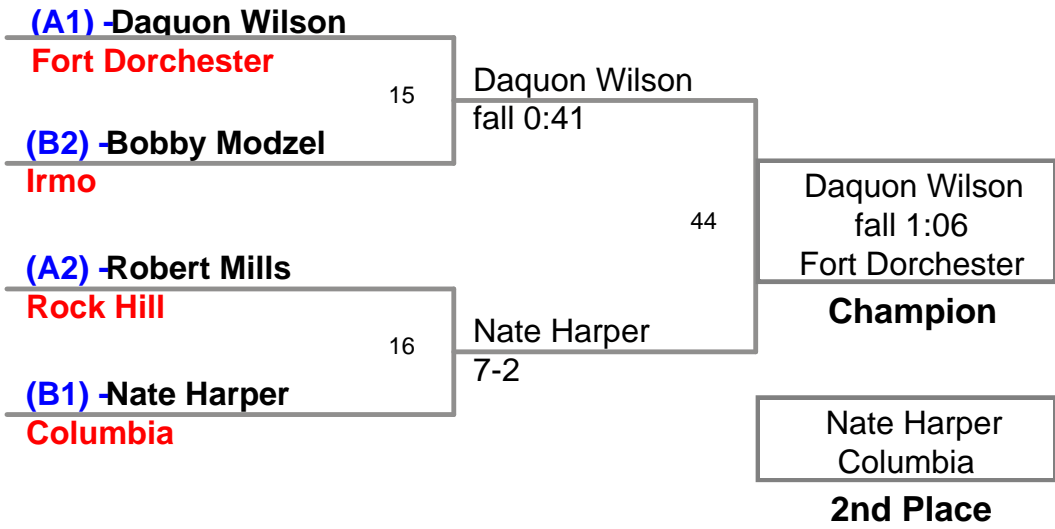 (A1) -Daquon Wilson
Fort Dorchester
15
Daquon Wilson
fall 0:41
(B2) -Bobby Modzel
Irmo
44
Daquon Wilson
fall 1:06
Fort Dorchester
Champion
(A2) -Robert Mills
Rock Hill
16
Nate Harper
7-2
(B1) -Nate Harper
Columbia
Nate Harper
Columbia
2nd Place